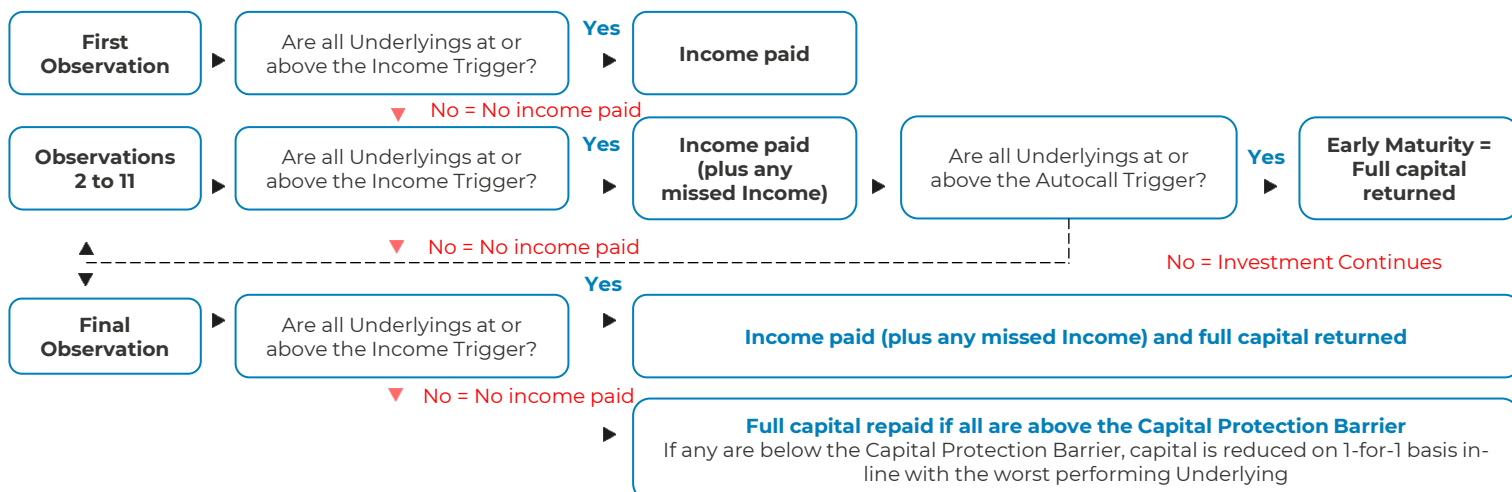 First
Observation
Are all Underlyings at or
above the Income Trigger?
Yes
Income paid
No = No income paid
Observations
2 to 11
Are all Underlyings at or
above the Income Trigger?
Yes
Income paid
(plus any
missed Income)
Are all Underlyings at or
above the Autocall Trigger?
Yes
Early Maturity =
Full capital
returned
No = No income paid
No = Investment Continues
Final
Observation
Are all Underlyings at or
above the Income Trigger?
Yes
Income paid (plus any missed Income) and full capital returned
No = No income paid
Full capital repaid if all are above the Capital Protection Barrier
If any are below the Capital Protection Barrier, capital is reduced on 1-for-1 basis in-
line with the worst performing Underlying